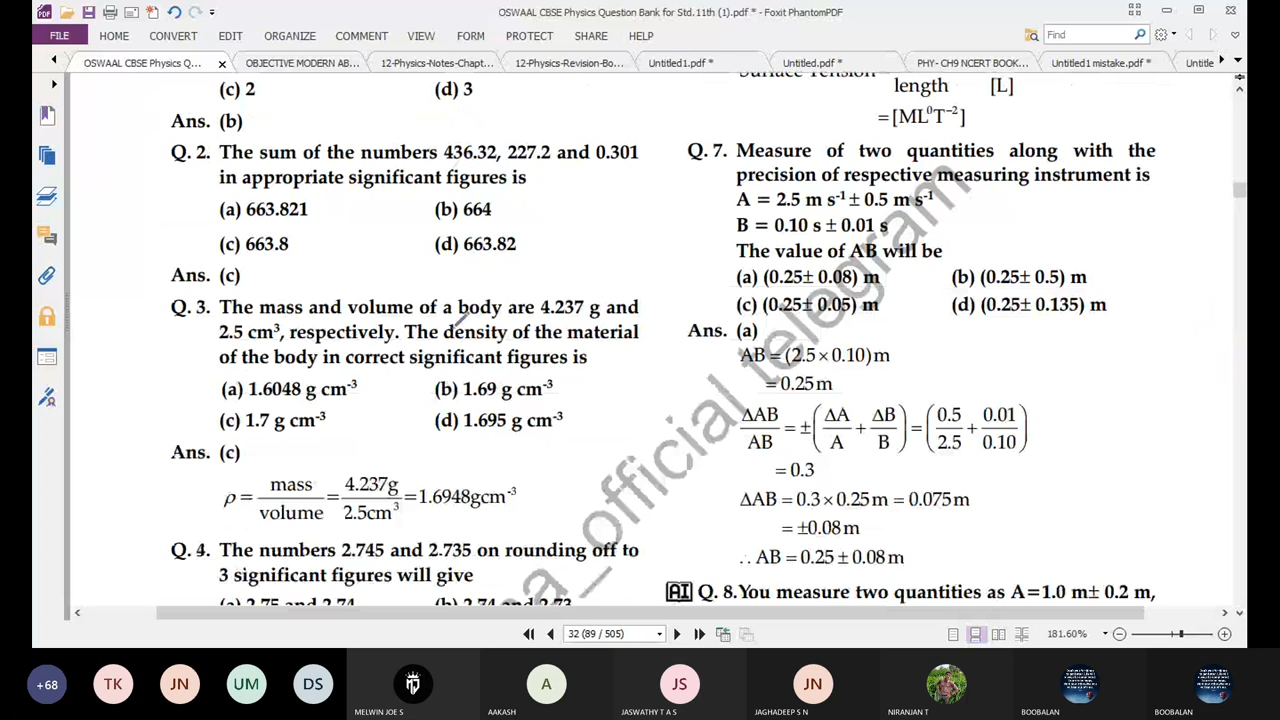 OSWAAL CBSE Physics Question Bank for Std.11th (1).pdf * - Foxit PhantomPDF
FILE HOME CONVERT EDIT ORGANIZE COMMENT VIEW FORM PROTECT SHARE HELP
Find
OSWAAL CBSE Physics Q... OBJECTIVE MODERN AB... 12-Physics-Notes-Chapt... 12-Physics-Revision-Bo... Untitled1.pdf * Untitled.pdf * PHY- CH9 NCERT BOOK... Untitled1 mistake.pdf * Untitle
(c) 2 (d) 3
Ans. (b)
Q. 2. The sum of the numbers 436.32, 227.2 and 0.301
in appropriate significant figures is
(a) 663.821 (b) 664
(c) 663.8 (d) 663.82
Ans. (c)
Q. 3. The mass and volume of a body are 4.237 g and
2.5 cm³, respectively. The density of the material
of the body in correct significant figures is
(a) 1.6048 g cm⁻³ (b) 1.69 g cm⁻³
(c) 1.7 g cm⁻³ (d) 1.695 g cm⁻³
Ans. (c)
ρ = mass/volume = 4.237g/2.5cm³ = 1.6948gcm⁻³
Q. 4. The numbers 2.745 and 2.735 on rounding off to
3 significant figures will give
(a) 2.75 and 2.74 (b) 2.74 and 2.73
Surface Tension
length [L]
= [ML⁰T⁻²]
Q. 7. Measure of two quantities along with the
precision of respective measuring instrument is
A = 2.5 m s⁻¹ ± 0.5 m s⁻¹
B = 0.10 s ± 0.01 s
The value of AB will be
(a) (0.25± 0.08) m (b) (0.25± 0.5) m
(c) (0.25± 0.05) m (d) (0.25± 0.135) m
Ans. (a)
AB = (2.5 × 0.10) m
= 0.25 m
ΔAB/AB = ±(ΔA/A + ΔB/B) = (0.5/2.5 + 0.01/0.10)
= 0.3
ΔAB = 0.3 × 0.25 m = 0.075 m
= ±0.08 m
∴ AB = 0.25 ± 0.08 m
AI Q. 8. You measure two quantities as A=1.0 m± 0.2 m,
official telegram
32 (89 / 505)
181.60%
+68 TK JN UM DS A JS JN
MELWIN JOE S AAKASH JASWATHY T A S JAGHADEEP S N NIRANJAN T BOOBALAN BOOBALAN